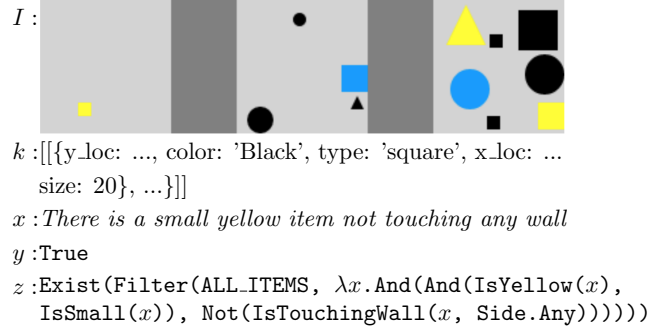 I :
k :[[{y_loc: ..., color: 'Black', type: 'square', x_loc: ...
size: 20}, ...}]]
x :There is a small yellow item not touching any wall
y :True
z :Exist(Filter(ALL_ITEMS, λx.And(And(IsYellow(x),
IsSmall(x)), Not(IsTouchingWall(x, Side.Any))))))